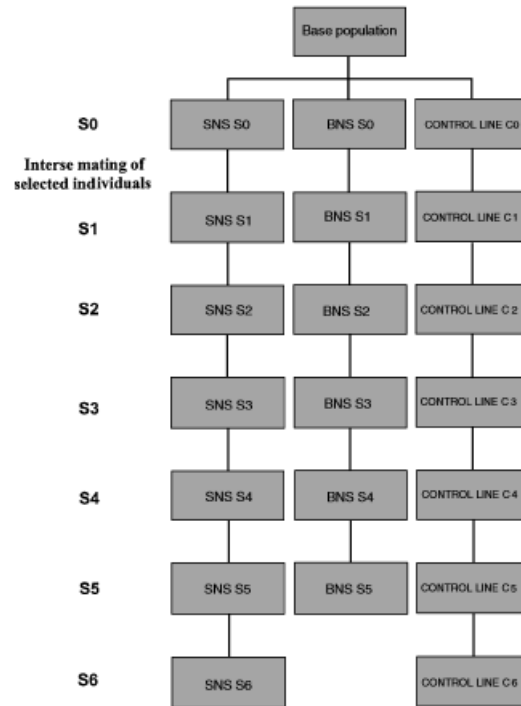 Base population
S0
SNS S0
BNS S0
CONTROL LINE C0
Interse mating of
selected individuals
S1
SNS S1
BNS S1
CONTROL LINE C1
S2
SNS S2
BNS S2
CONTROL LINE C2
S3
SNS S3
BNS S3
CONTROL LINE C3
S4
SNS S4
BNS S4
CONTROL LINE C4
S5
SNS S5
BNS S5
CONTROL LINE C5
S6
SNS S6
CONTROL LINE C6